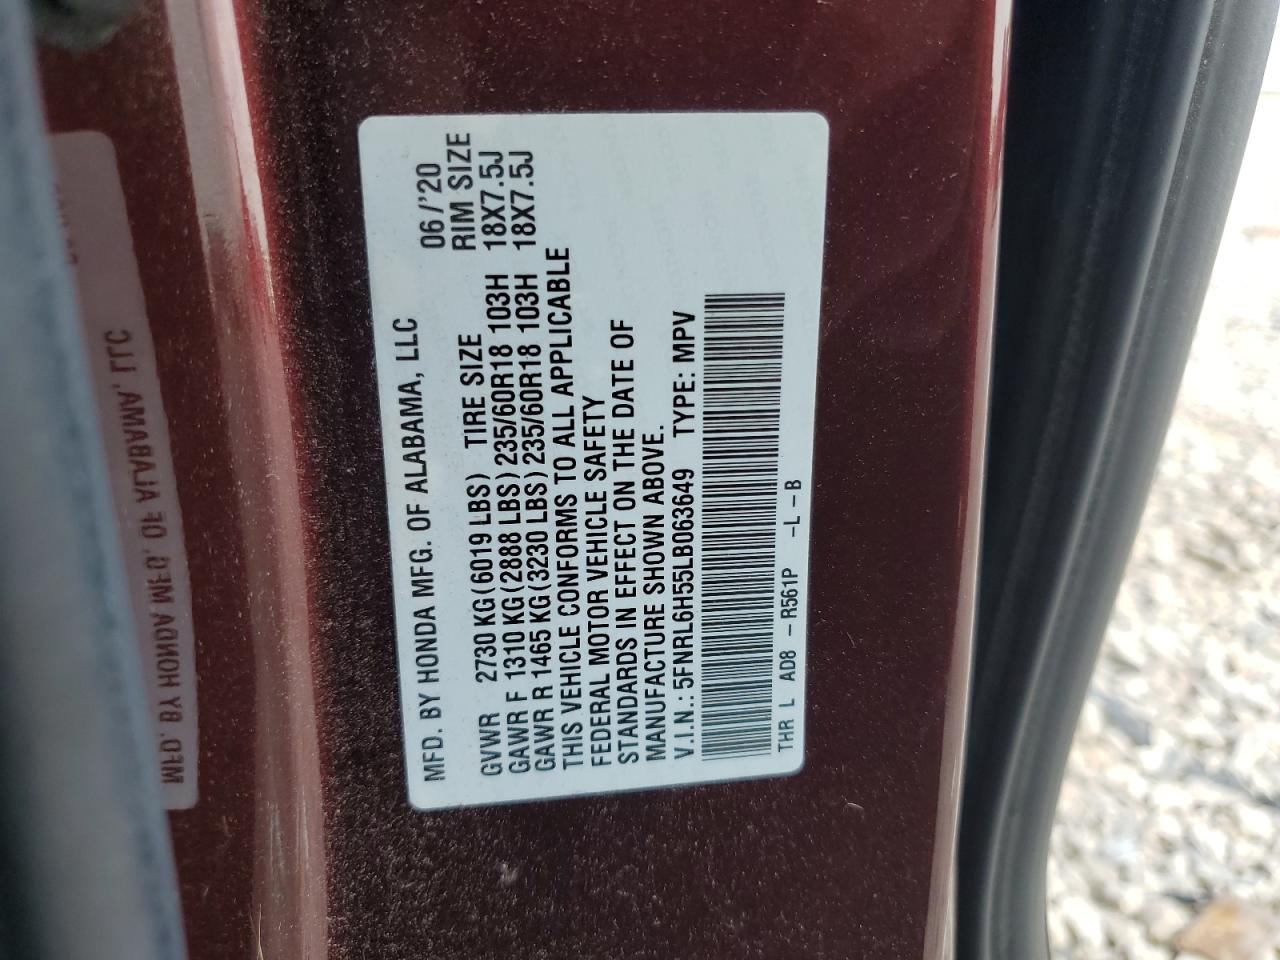 MFD. BY HONDA MFG. OF ALABAMA, LLC 06/'20
GVWR 2730 KG (6019 LBS) TIRE SIZE RIM SIZE
GAWR F 1310 KG (2888 LBS) 235/60R18 103H 18X7.5J
GAWR R 1465 KG (3230 LBS) 235/60R18 103H 18X7.5J
THIS VEHICLE CONFORMS TO ALL APPLICABLE
FEDERAL MOTOR VEHICLE SAFETY
STANDARDS IN EFFECT ON THE DATE OF
MANUFACTURE SHOWN ABOVE.
V.I.N.: 5FNRL6H55LB063649 TYPE: MPV
THR L AD8 - R561P - L - B
MFD. BY HONDA MFG. OF ALABAMA, LLC